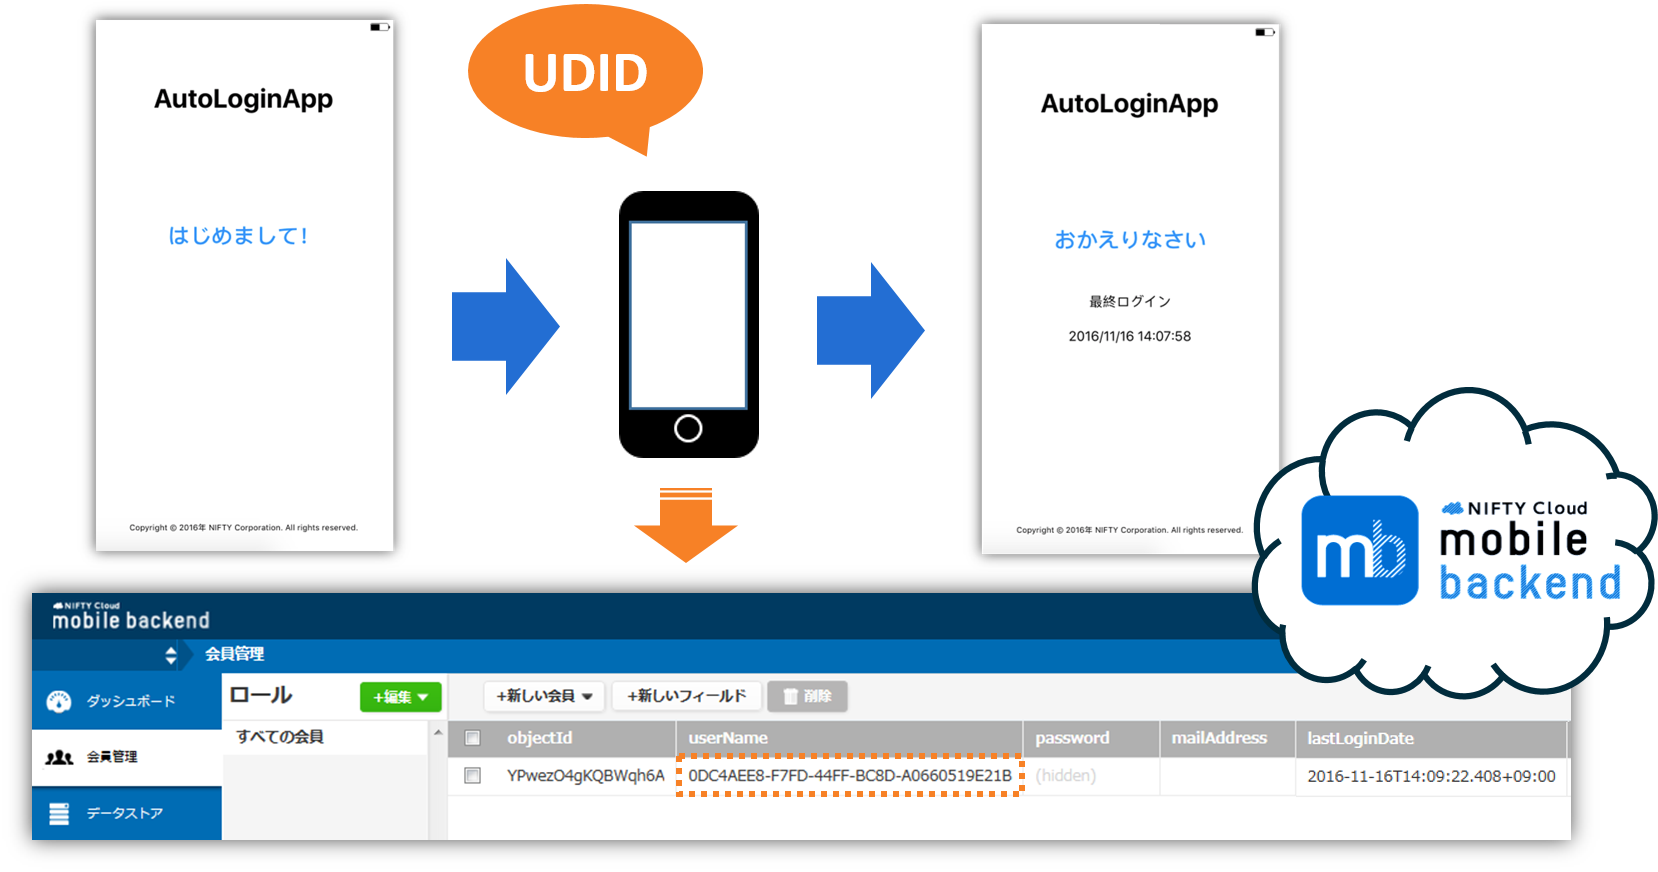 AutoLoginApp
はじめまして!
Copyright © 2016年 NIFTY Corporation. All rights reserved.
UDID
AutoLoginApp
おかえりなさい
最終ログイン
2016/11/16 14:07:58
Copyright © 2016年 NIFTY Corporation. All rights reserved.
mb
NIFTY Cloud
mobile
backend
NIFTY Cloud
mobile backend
会員管理
ダッシュボード
会員管理
データストア
ロール
+編集
すべての会員
+新しい会員
+新しいフィールド
削除
objectId userName password mailAddress lastLoginDate
YPwezO4gKQBWqh6A 0DC4AEE8-F7FD-44FF-BC8D-A0660519E21B (hidden) 2016-11-16T14:09:22.408+09:00